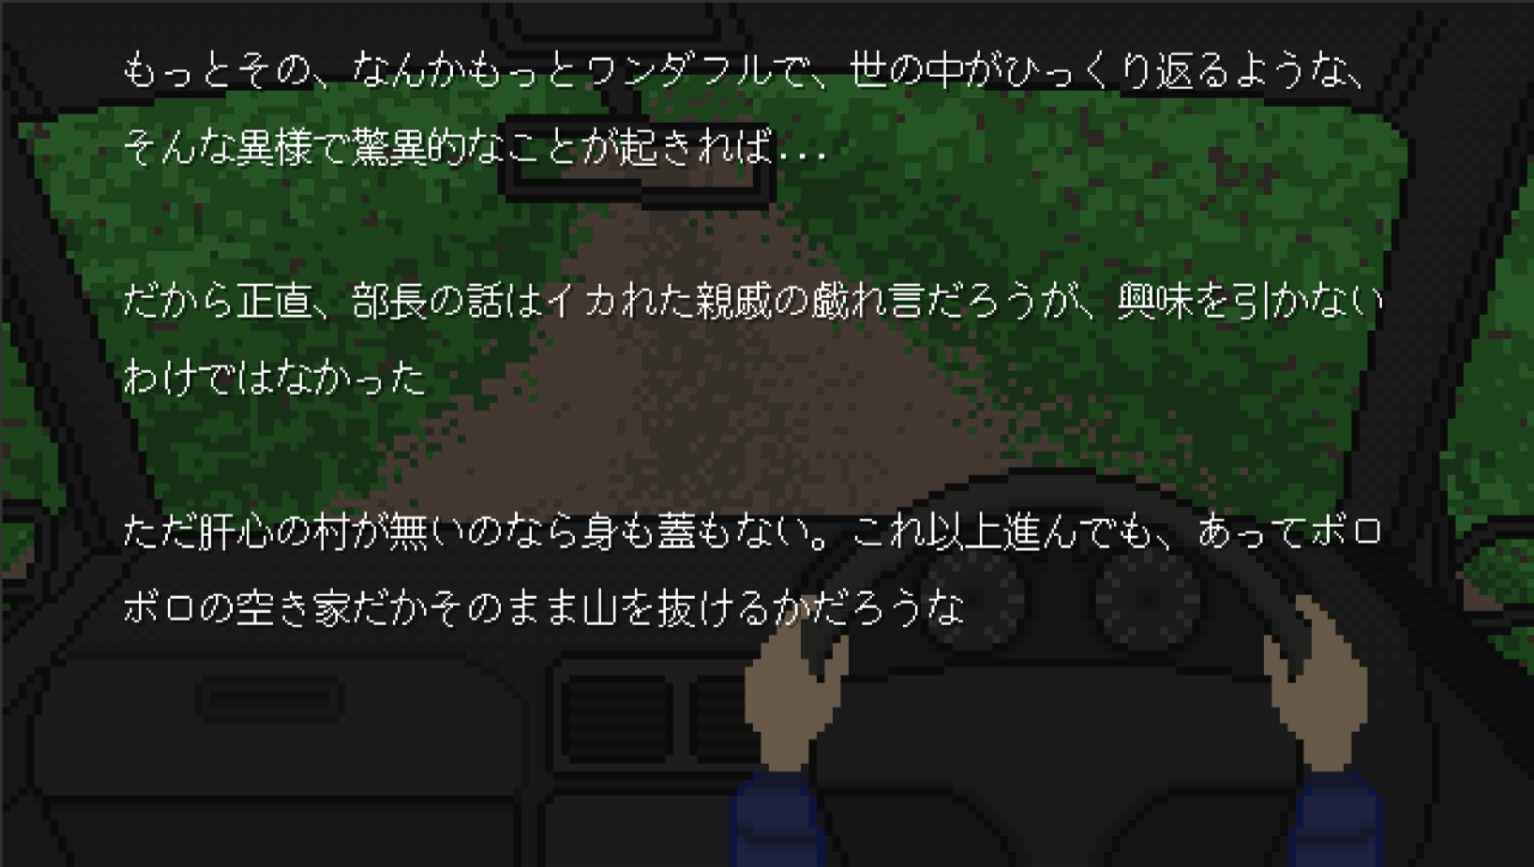 もっとその、なんかもっとワンダフルで、世の中がひっくり返るような、
そんな異様で驚異的なことが起きれば...
だから正直、部長の話はイカれた親戚の戯れ言だろうが、興味を引かない
わけではなかった
ただ肝心の村が無いのなら身も蓋もない。これ以上進んでも、あってボロ
ボロの空き家だかそのまま山を抜けるかだろうな